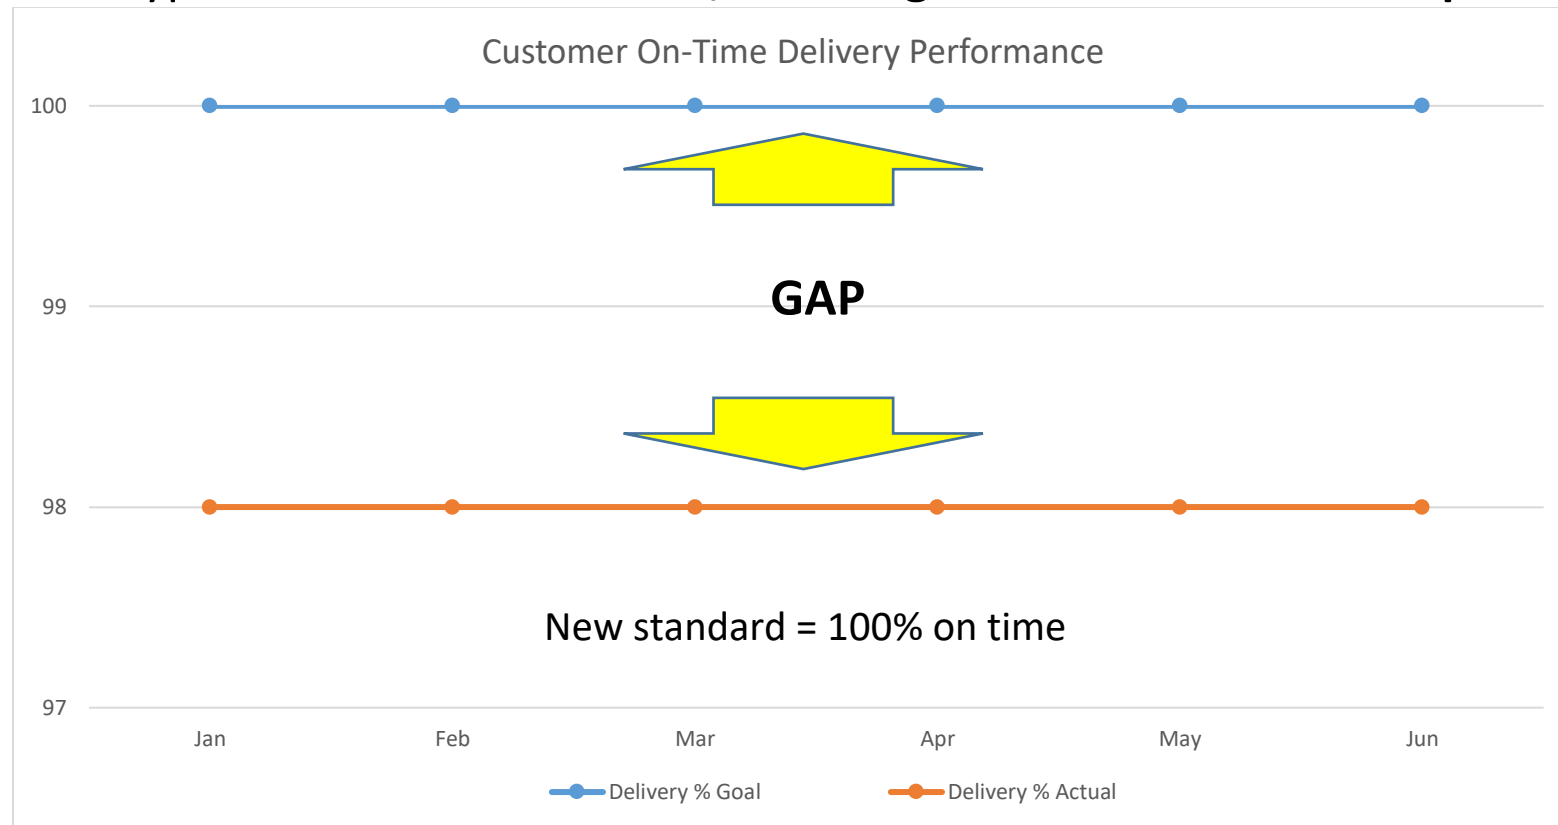 Customer On-Time Delivery Performance
100
99
98
97
GAP
New standard = 100% on time
Jan Feb Mar Apr May Jun
Delivery % Goal Delivery % Actual